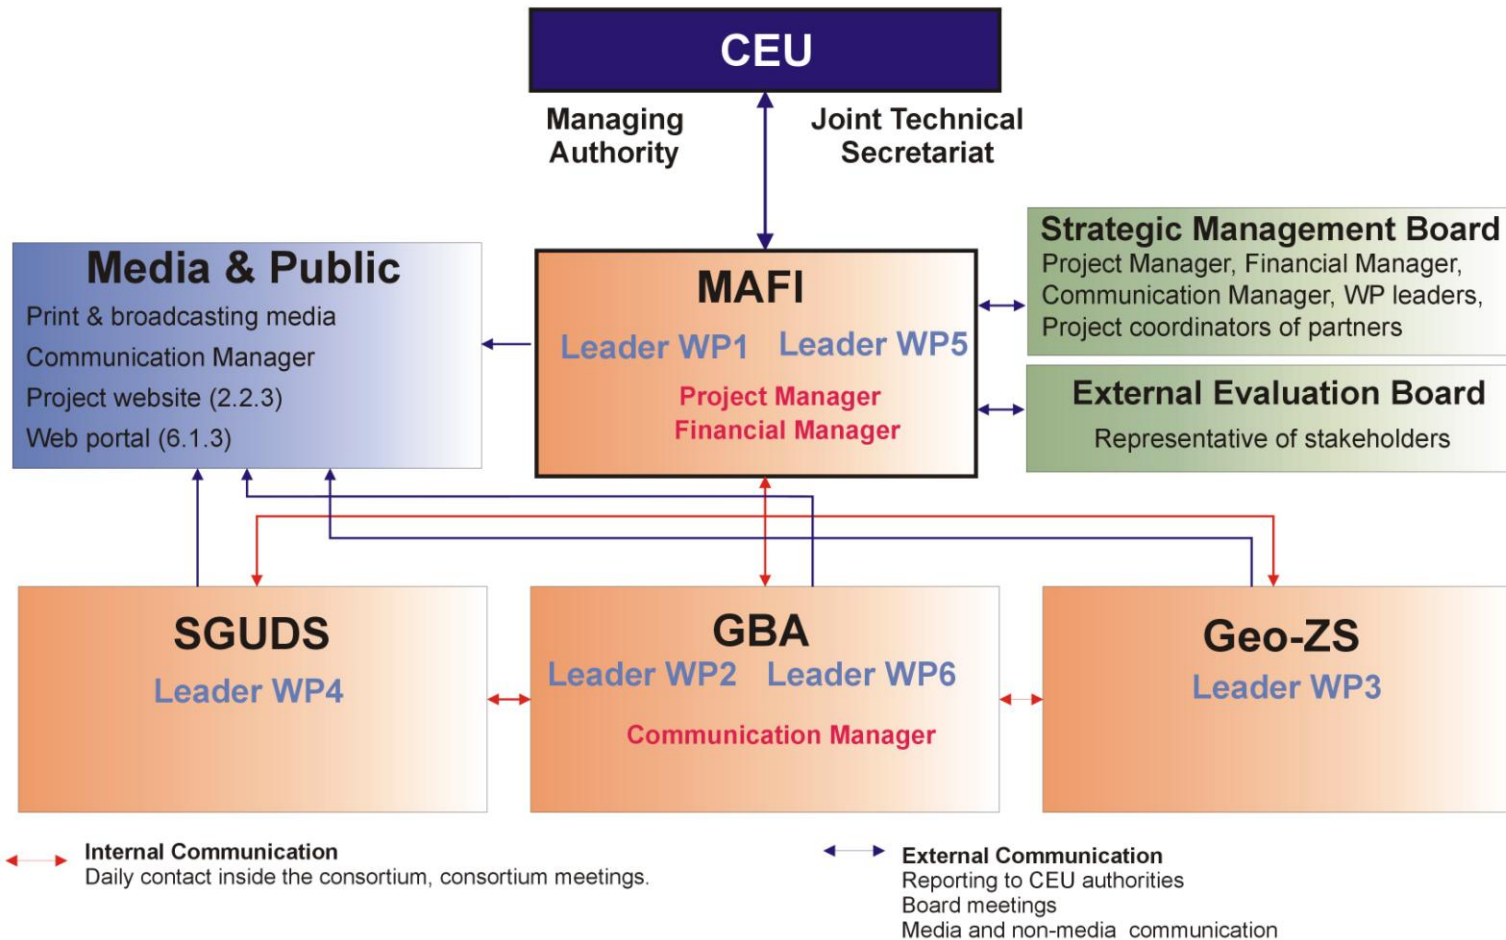 CEU
Managing
Authority
Joint Technical
Secretariat
Media & Public
Print & broadcasting media
Communication Manager
Project website (2.2.3)
Web portal (6.1.3)
MAFI
Leader WP1 Leader WP5
Project Manager
Financial Manager
Strategic Management Board
Project Manager, Financial Manager,
Communication Manager, WP leaders,
Project coordinators of partners
External Evaluation Board
Representative of stakeholders
SGUDS
Leader WP4
GBA
Leader WP2 Leader WP6
Communication Manager
Geo-ZS
Leader WP3
Internal Communication
Daily contact inside the consortium, consortium meetings.
External Communication
Reporting to CEU authorities
Board meetings
Media and non-media communication